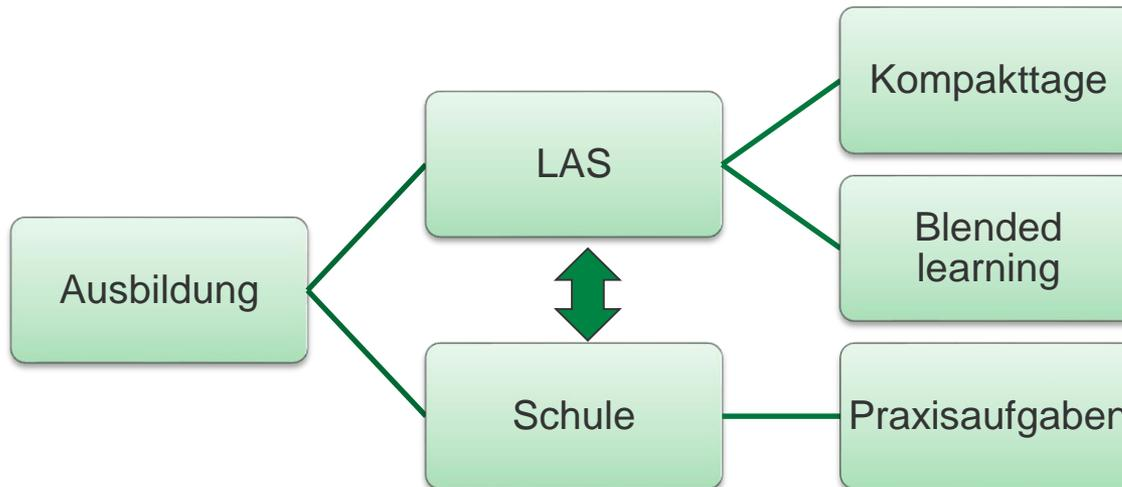 Ausbildung
LAS
Schule
Kompakttage
Blended
learning
Praxisaufgaben